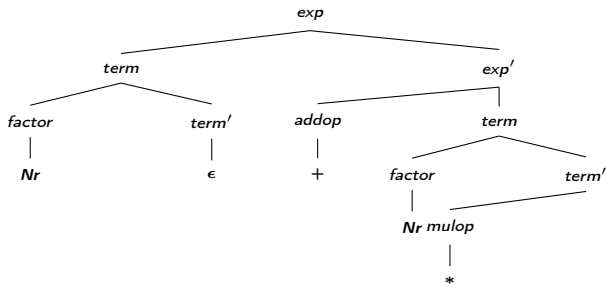 exp
term exp′
factor term′ addop term
Nr ϵ + factor term′
Nr mulop
*